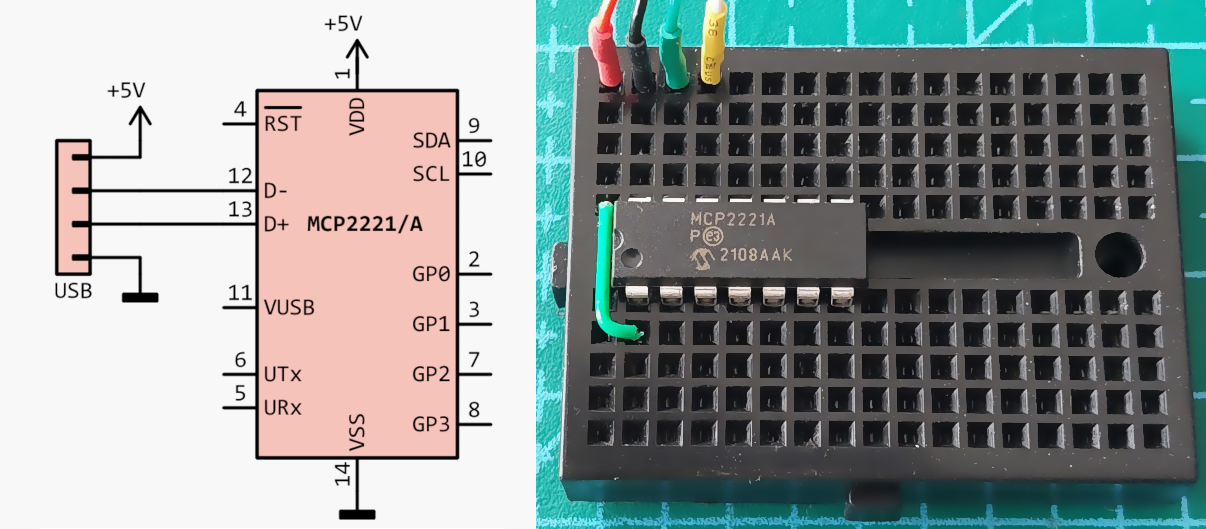 +5V
1
VDD
+5V
4
RST
9
SDA
10
SCL
12
D-
13
D+
MCP2221/A
2
GP0
USB
11
VUSB
3
GP1
6
UTx
7
GP2
5
URx
8
GP3
VSS
14
MCP2221A
P e3
2108AAK